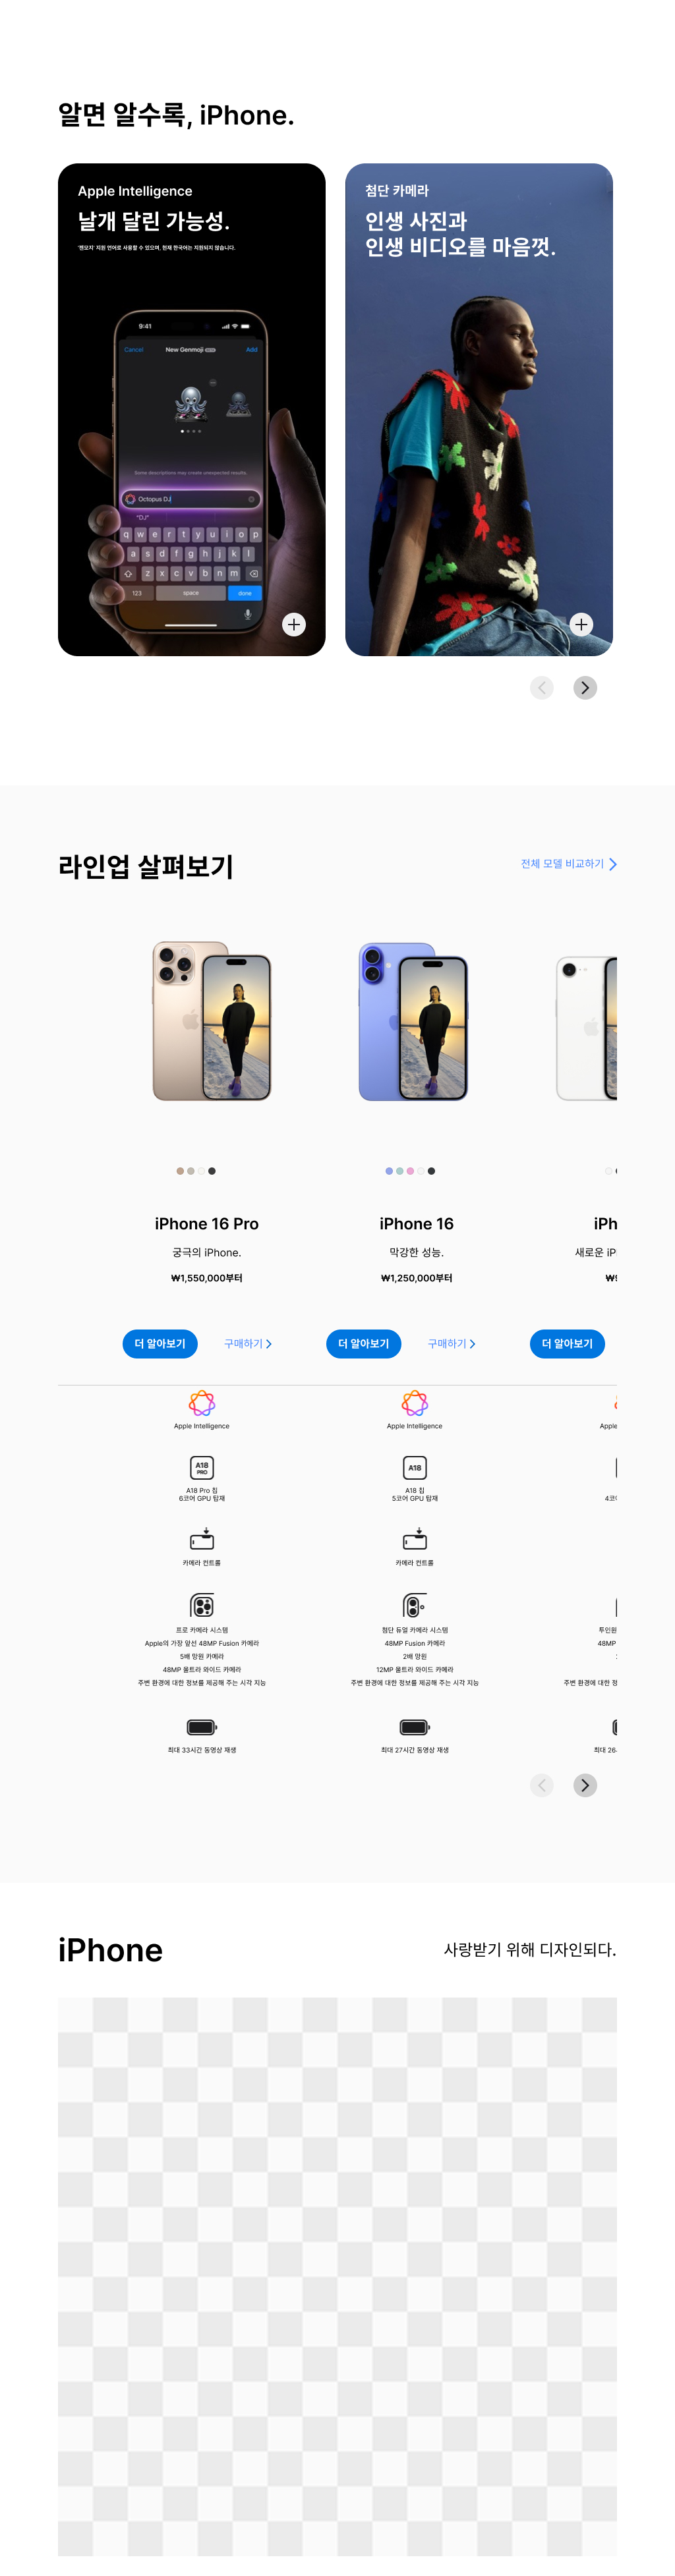 알면 알수록, iPhone.
Apple Intelligence
날개 달린 가능성.
'젠모지' 지원 언어로 사용할 수 있으며, 현재 한국어는 지원되지 않습니다.
9:41
Cancel
New Genmoji
Add
Some descriptions may create unexpected results.
Octopus DJ
"DJ"
q w e r t y u i o p
a s d f g h j k l
z x c v b n m
123
space
done
첨단 카메라
인생 사진과
인생 비디오를 마음껏.
라인업 살펴보기
전체 모델 비교하기
iPhone 16 Pro
궁극의 iPhone.
₩1,550,000부터
더 알아보기
구매하기
Apple Intelligence
A18
PRO
A18 Pro 칩
6코어 GPU 탑재
카메라 컨트롤
프로 카메라 시스템
Apple의 가장 앞선 48MP Fusion 카메라
5배 망원 카메라
48MP 울트라 와이드 카메라
주변 환경에 대한 정보를 제공해 주는 시각 지능
최대 33시간 동영상 재생
iPhone 16
막강한 성능.
₩1,250,000부터
더 알아보기
구매하기
Apple Intelligence
A18
A18 칩
5코어 GPU 탑재
카메라 컨트롤
첨단 듀얼 카메라 시스템
48MP Fusion 카메라
2배 망원
12MP 울트라 와이드 카메라
주변 환경에 대한 정보를 제공해 주는 시각 지능
최대 27시간 동영상 재생
iPh
새로운 iP
₩
더 알아보기
Apple
4코
투인원
48MP
주변 환경에 대한 정
최대 26
iPhone
사랑받기 위해 디자인되다.